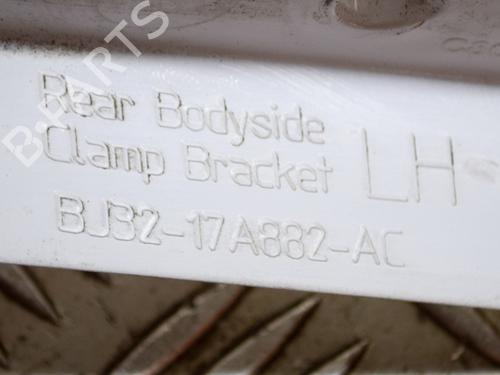 Rear Bodyside
Clamp Bracket LH
BJ32-17A882-AC
B-PARTS